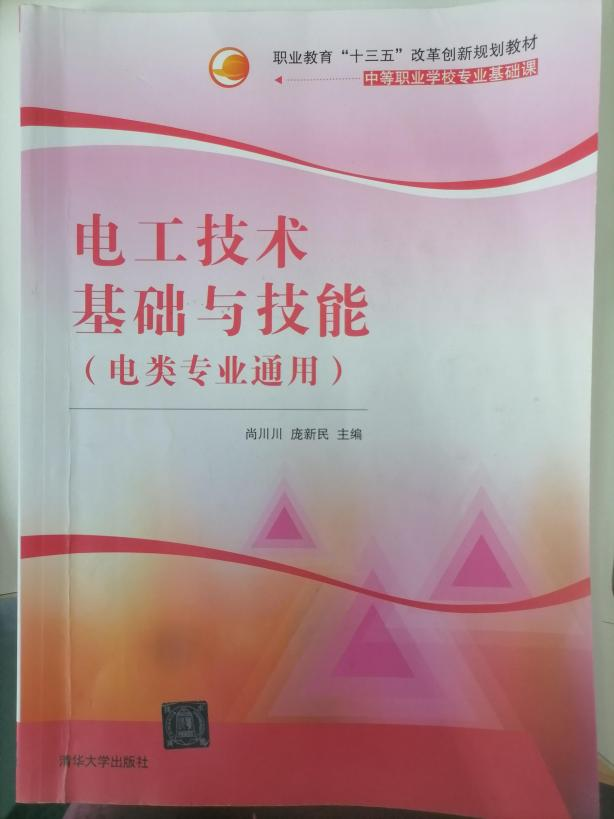 职业教育“十三五”改革创新规划教材
中等职业学校专业基础课
电工技术
基础与技能
（电类专业通用）
尚川川 庞新民 主编
清华大学出版社